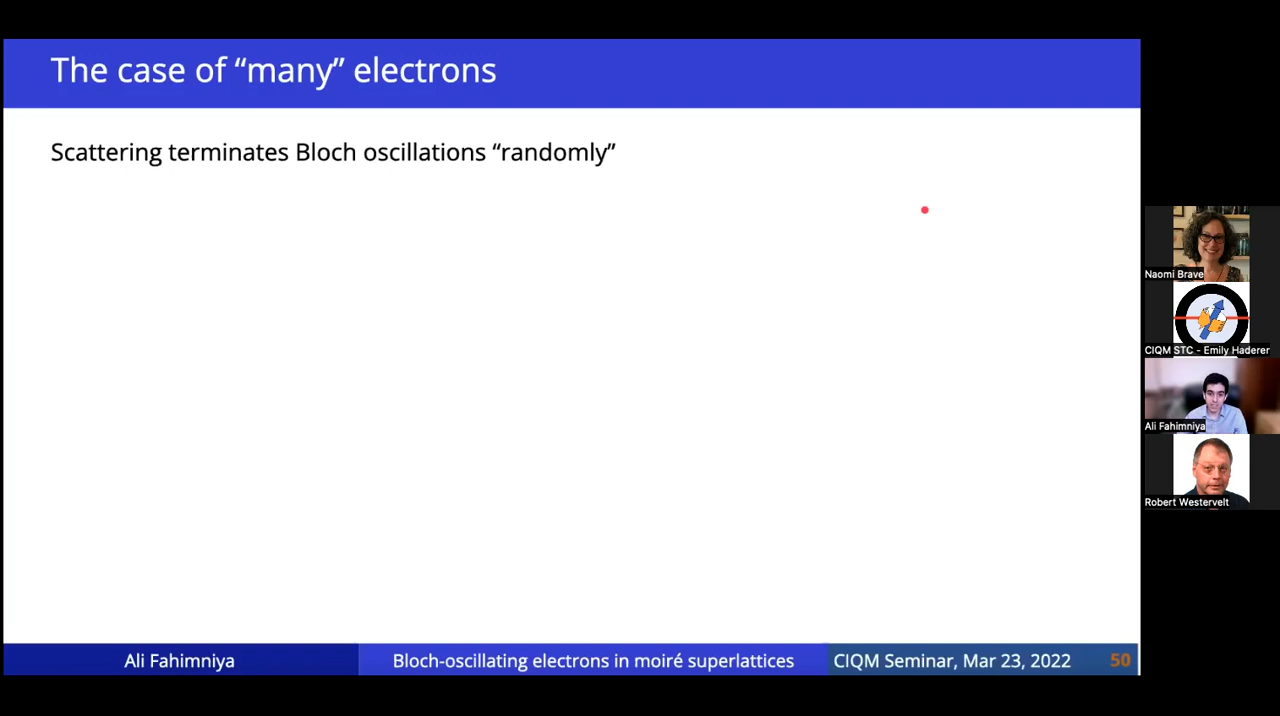 The case of “many” electrons
Scattering terminates Bloch oscillations “randomly”
Naomi Brave
CIQM STC - Emily Haderer
Ali Fahimniya
Robert Westervelt
Ali Fahimniya
Bloch-oscillating electrons in moiré superlattices
CIQM Seminar, Mar 23, 2022
50